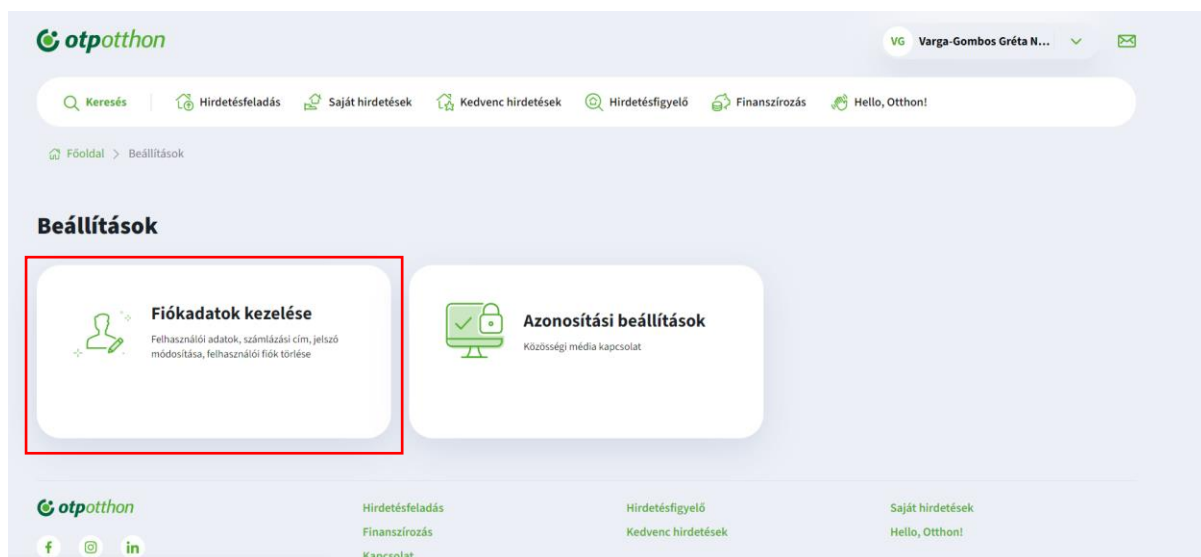 otpotthon
VG Varga-Gombos Gréta N...
Keresés Hirdetésfeladás Saját hirdetések Kedvenc hirdetések Hirdetésfigyelő Finanszírozás Hello, Otthon!
Főoldal > Beállítások
Beállítások
Fiókadatok kezelése
Felhasználói adatok, számlázási cím, jelszó
módosítása, felhasználói fiók törlése
Azonosítási beállítások
Közösségi média kapcsolat
otpotthon
Hirdetésfeladás Hirdetésfigyelő Saját hirdetések
Finanszírozás Kedvenc hirdetések Hello, Otthon!
f in
Kapcsolat